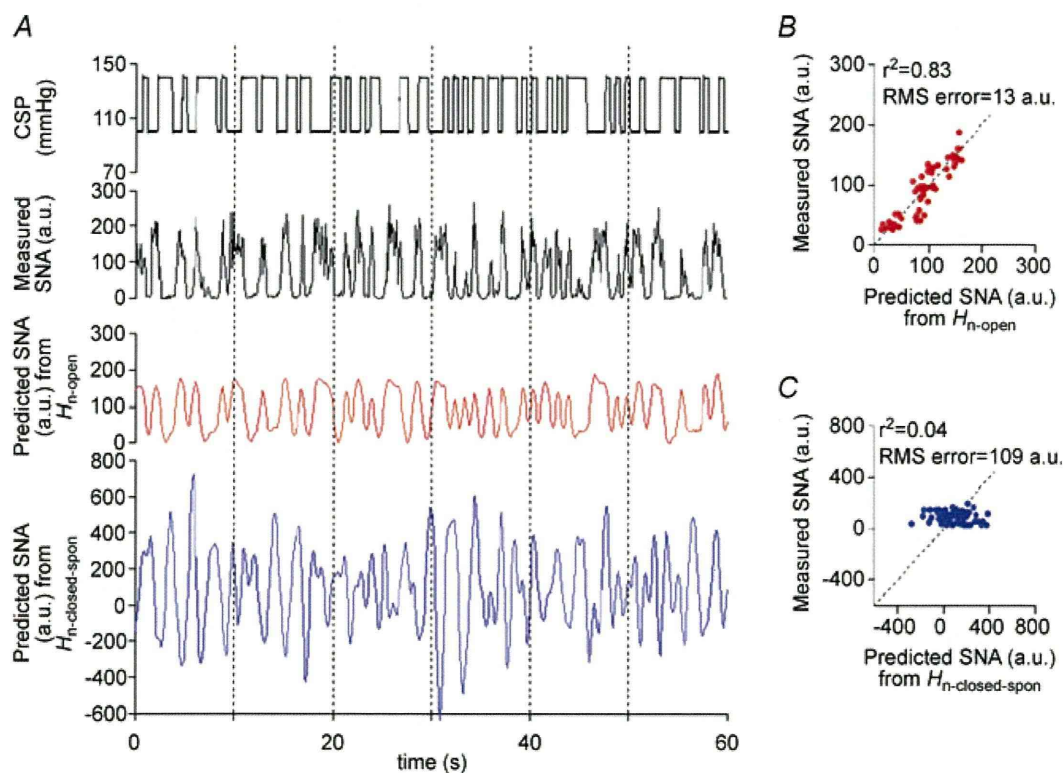 A
CSP
(mmHg)
150
110
70
Measured
SNA (a.u.)
300
200
100
0
Predicted SNA
(a.u.) from
Hn-open
300
200
100
0
Predicted SNA
(a.u.) from
Hn-closed-spon
800
600
400
200
0
-200
-400
-600
0
20
40
60
time (s)
B
Measured SNA (a.u.)
300
200
100
0
r²=0.83
RMS error=13 a.u.
0
100
200
300
Predicted SNA (a.u.)
from Hn-open
C
Measured SNA (a.u.)
800
400
0
-400
r²=0.04
RMS error=109 a.u.
-400
0
400
800
Predicted SNA (a.u.)
from Hn-closed-spon